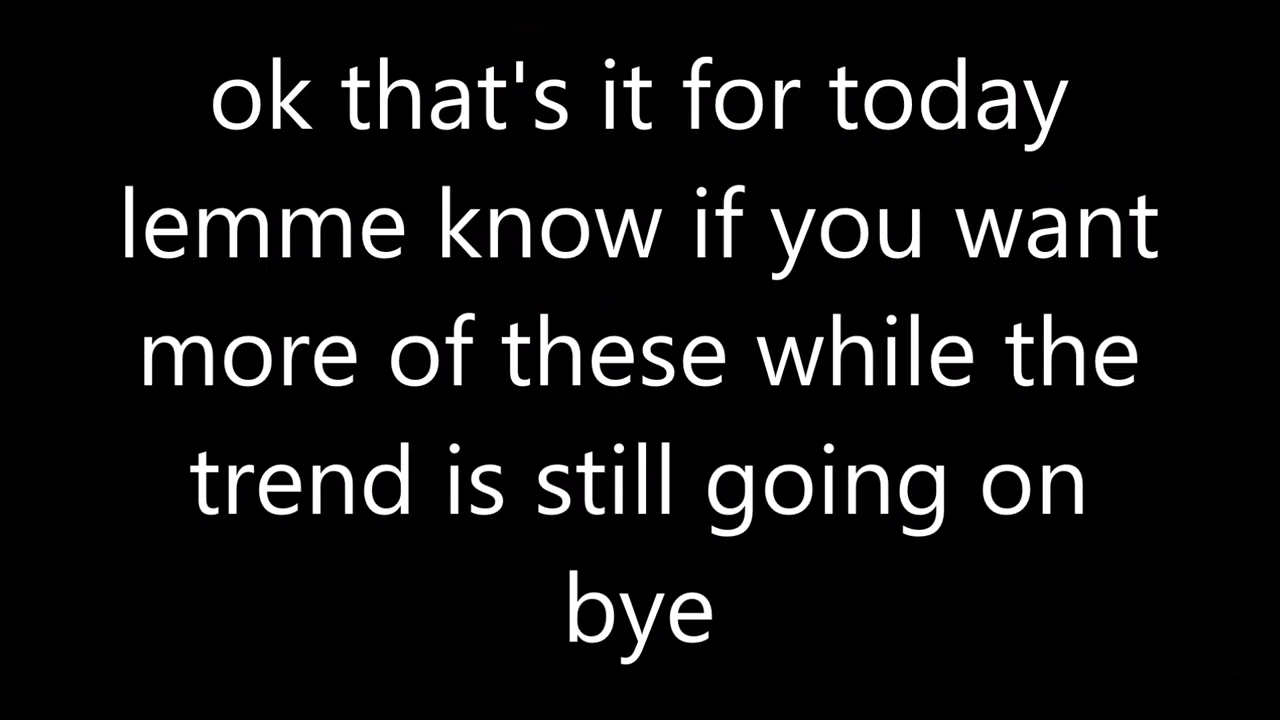 ok that's it for today
lemme know if you want
more of these while the
trend is still going on
bye